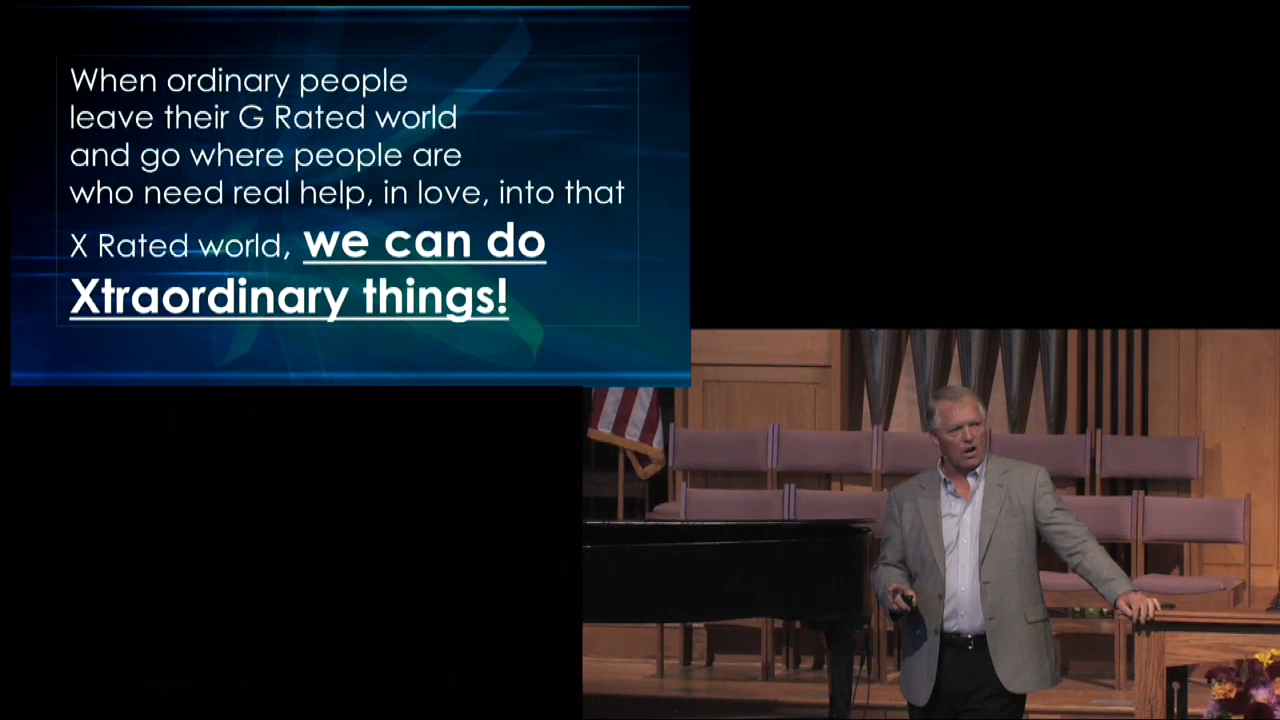 When ordinary people
leave their G Rated world
and go where people are
who need real help, in love, into that
X Rated world, we can do
Xtraordinary things!